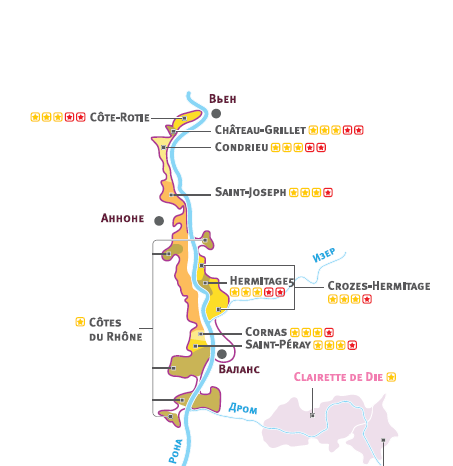 Вьен
Côte-Rotie
Château-Grillet
Condrieu
Saint-Joseph
Анноне
Изер
Hermitages
Crozes-Hermitage
Côtes
du Rhône
Cornas
Saint-Péray
Валанс
Clairette de Die
Дром
Рона